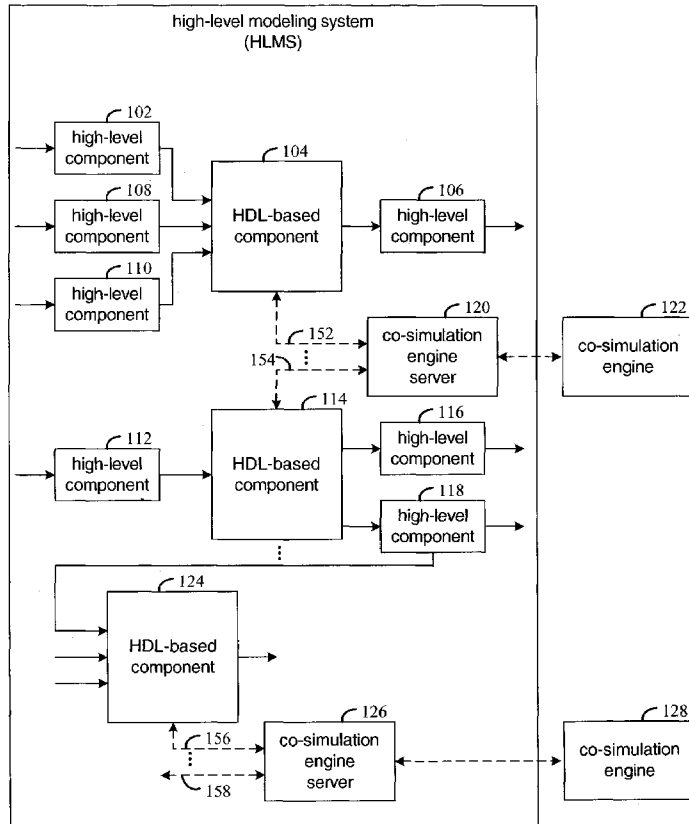 high-level modeling system
(HLMS)
102
high-level
component
104
HDL-based
component
108
high-level
component
106
high-level
component
110
high-level
component
152
154
120
co-simulation
engine
server
122
co-simulation
engine
112
high-level
component
114
HDL-based
component
116
high-level
component
118
high-level
component
124
HDL-based
component
156
158
126
co-simulation
engine
server
128
co-simulation
engine